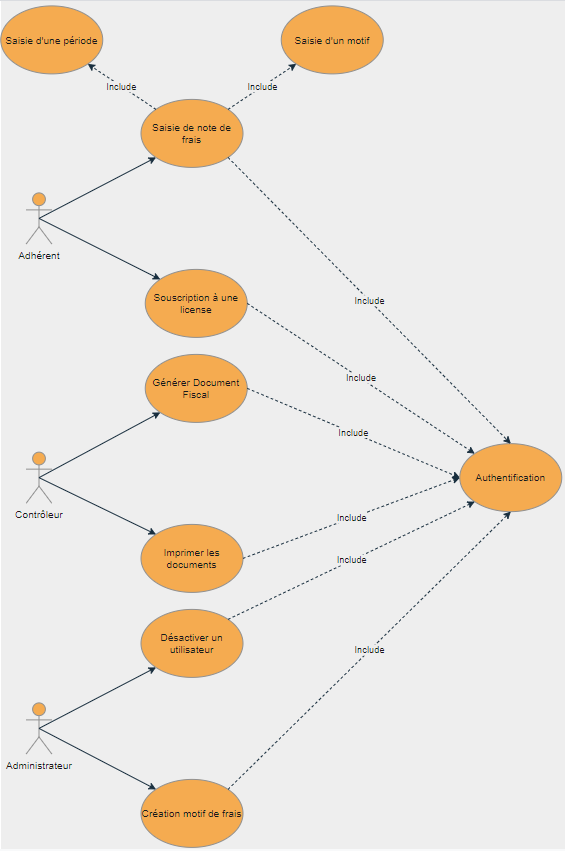 Saisie d'une période
Saisie d'un motif
Include
Include
Saisie de note de
frais
Adhérent
Souscription à une
license
Include
Include
Générer Document
Fiscal
Include
Authentification
Contrôleur
Include
Imprimer les
documents
Include
Désactiver un
utilisateur
Include
Administrateur
Création motif de frais